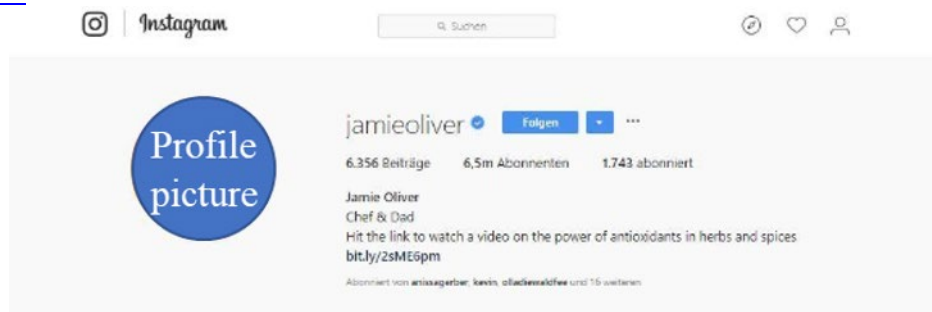 Instagram
Suchen
Profile
picture
jamieoliver
Folgen
...
6.356 Beiträge 6,5m Abonnenten 1.743 abonniert
Jamie Oliver
Chef & Dad
Hit the link to watch a video on the power of antioxidants in herbs and spices
bit.ly/2sME6pm
Abonniert von anissagerber, kevin, und 16 weiteren